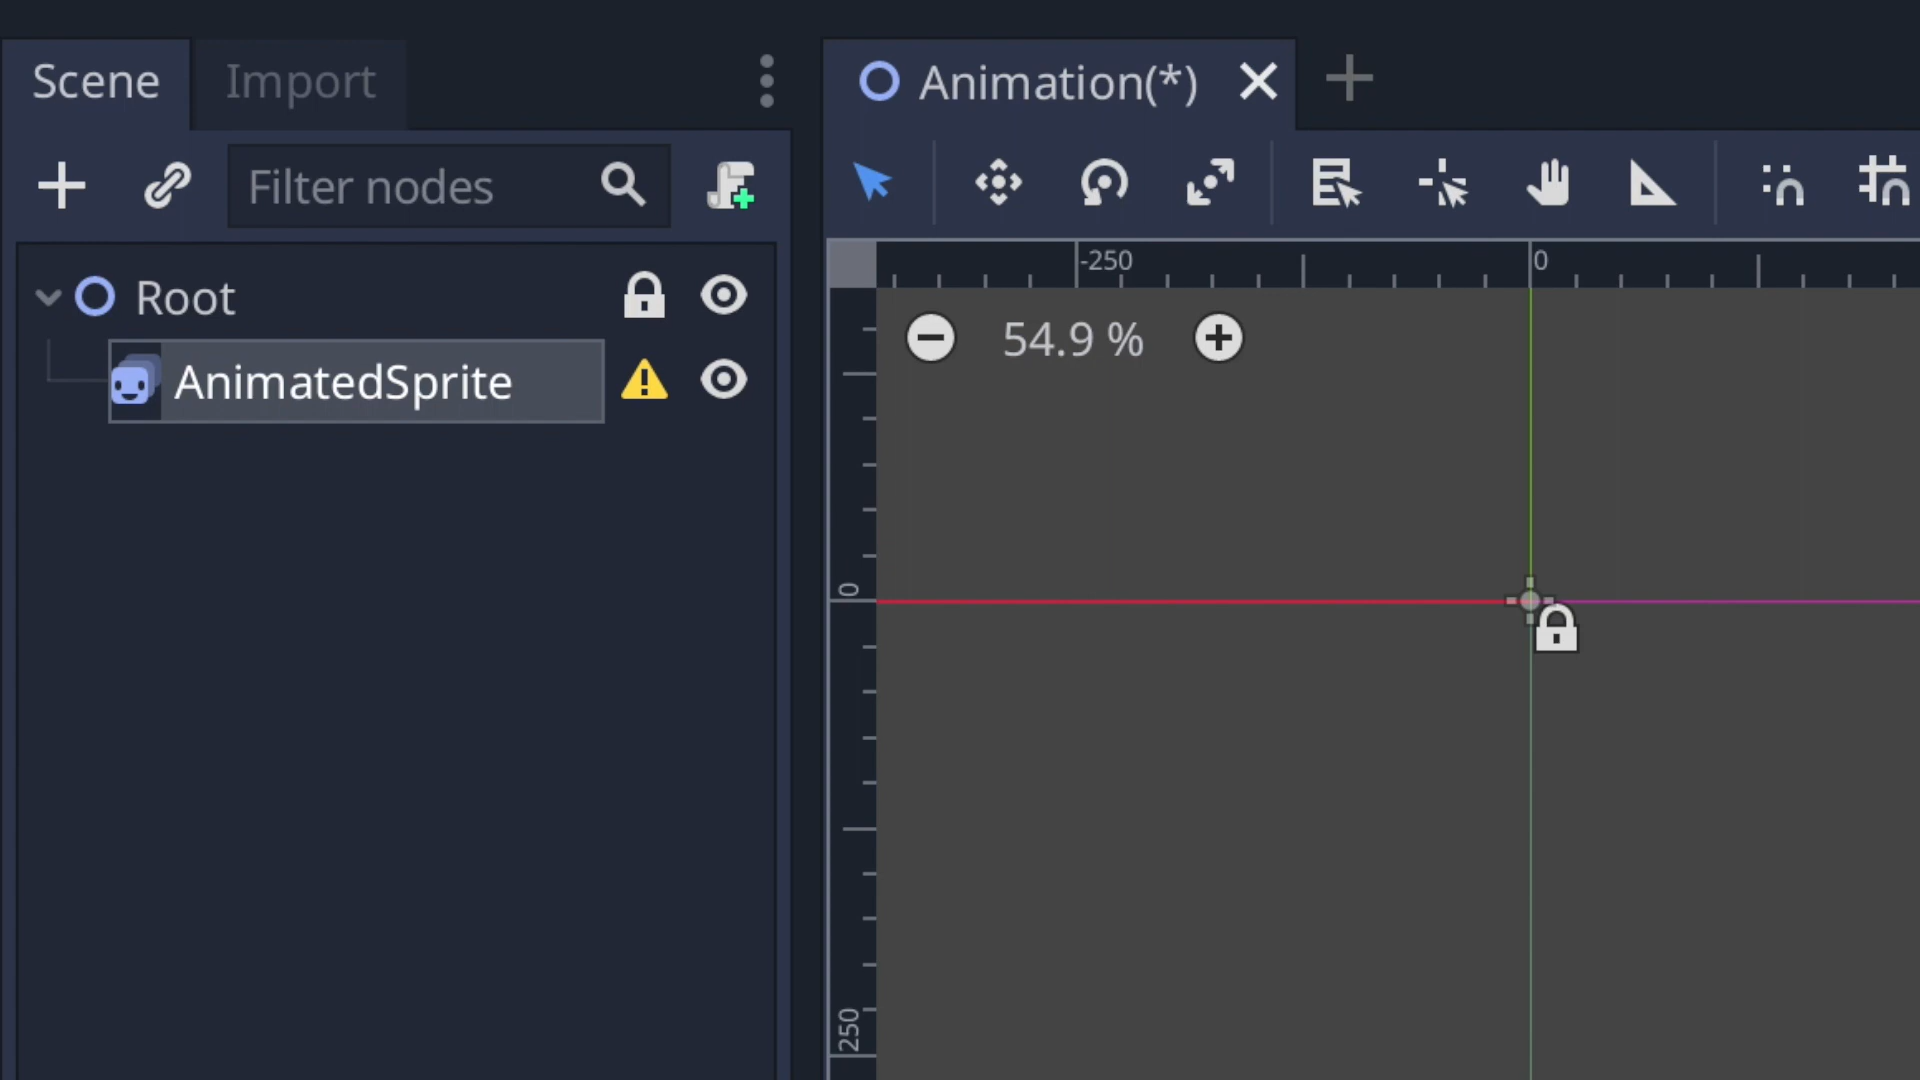 Scene
Import
Animation(*)
Filter nodes
-250
0
Root
54.9 %
AnimatedSprite
0
250